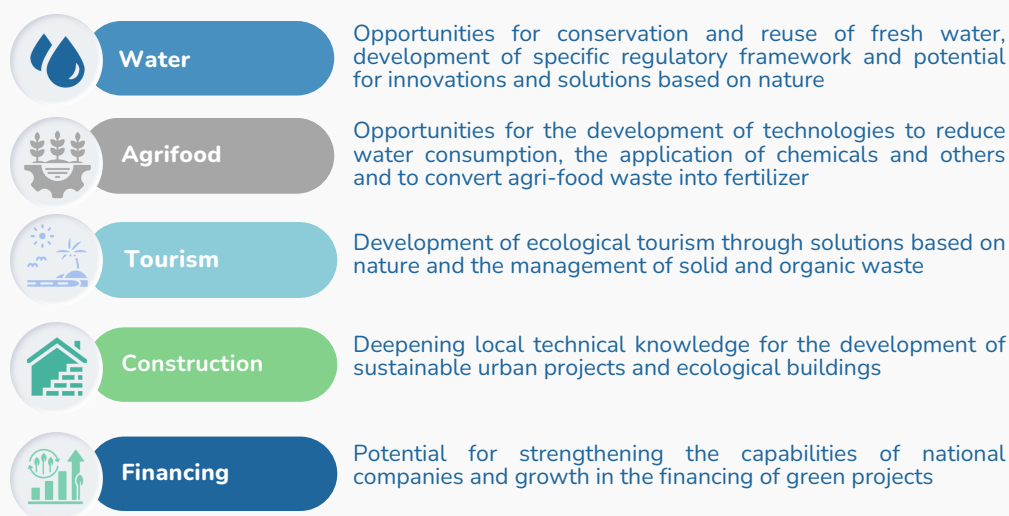 Water
Opportunities for conservation and reuse of fresh water,
development of specific regulatory framework and potential
for innovations and solutions based on nature
Agrifood
Opportunities for the development of technologies to reduce
water consumption, the application of chemicals and others
and to convert agri-food waste into fertilizer
Tourism
Development of ecological tourism through solutions based on
nature and the management of solid and organic waste
Construction
Deepening local technical knowledge for the development of
sustainable urban projects and ecological buildings
Financing
Potential for strengthening the capabilities of national
companies and growth in the financing of green projects